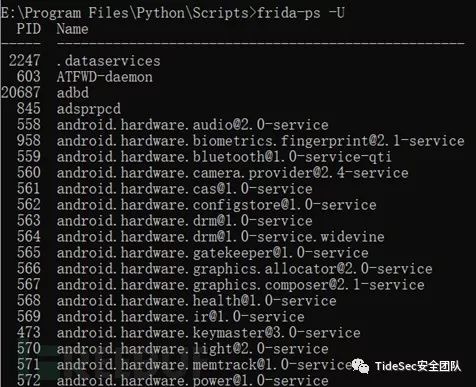 E:\Program Files\Python\Scripts>frida-ps -U
PID Name
----- --------------------------------------------------
2247 .dataservices
603 ATFWD-daemon
20687 adbd
845 adsprpcd
558 android.hardware.audio@2.0-service
958 android.hardware.biometrics.fingerprint@2.1-service
559 android.hardware.bluetooth@1.0-service-qti
560 android.hardware.camera.provider@2.4-service
561 android.hardware.cas@1.0-service
562 android.hardware.configstore@1.0-service
563 android.hardware.drm@1.0-service
564 android.hardware.drm@1.0-service.widevine
565 android.hardware.gatekeeper@1.0-service
566 android.hardware.graphics.allocator@2.0-service
567 android.hardware.graphics.composer@2.1-service
568 android.hardware.health@1.0-service
569 android.hardware.ir@1.0-service
473 android.hardware.keymaster@3.0-service
570 android.hardware.light@2.0-service
571 android.hardware.memtrack@1.0-service
572 android.hardware.power@1.0-service
TideSec安全团队